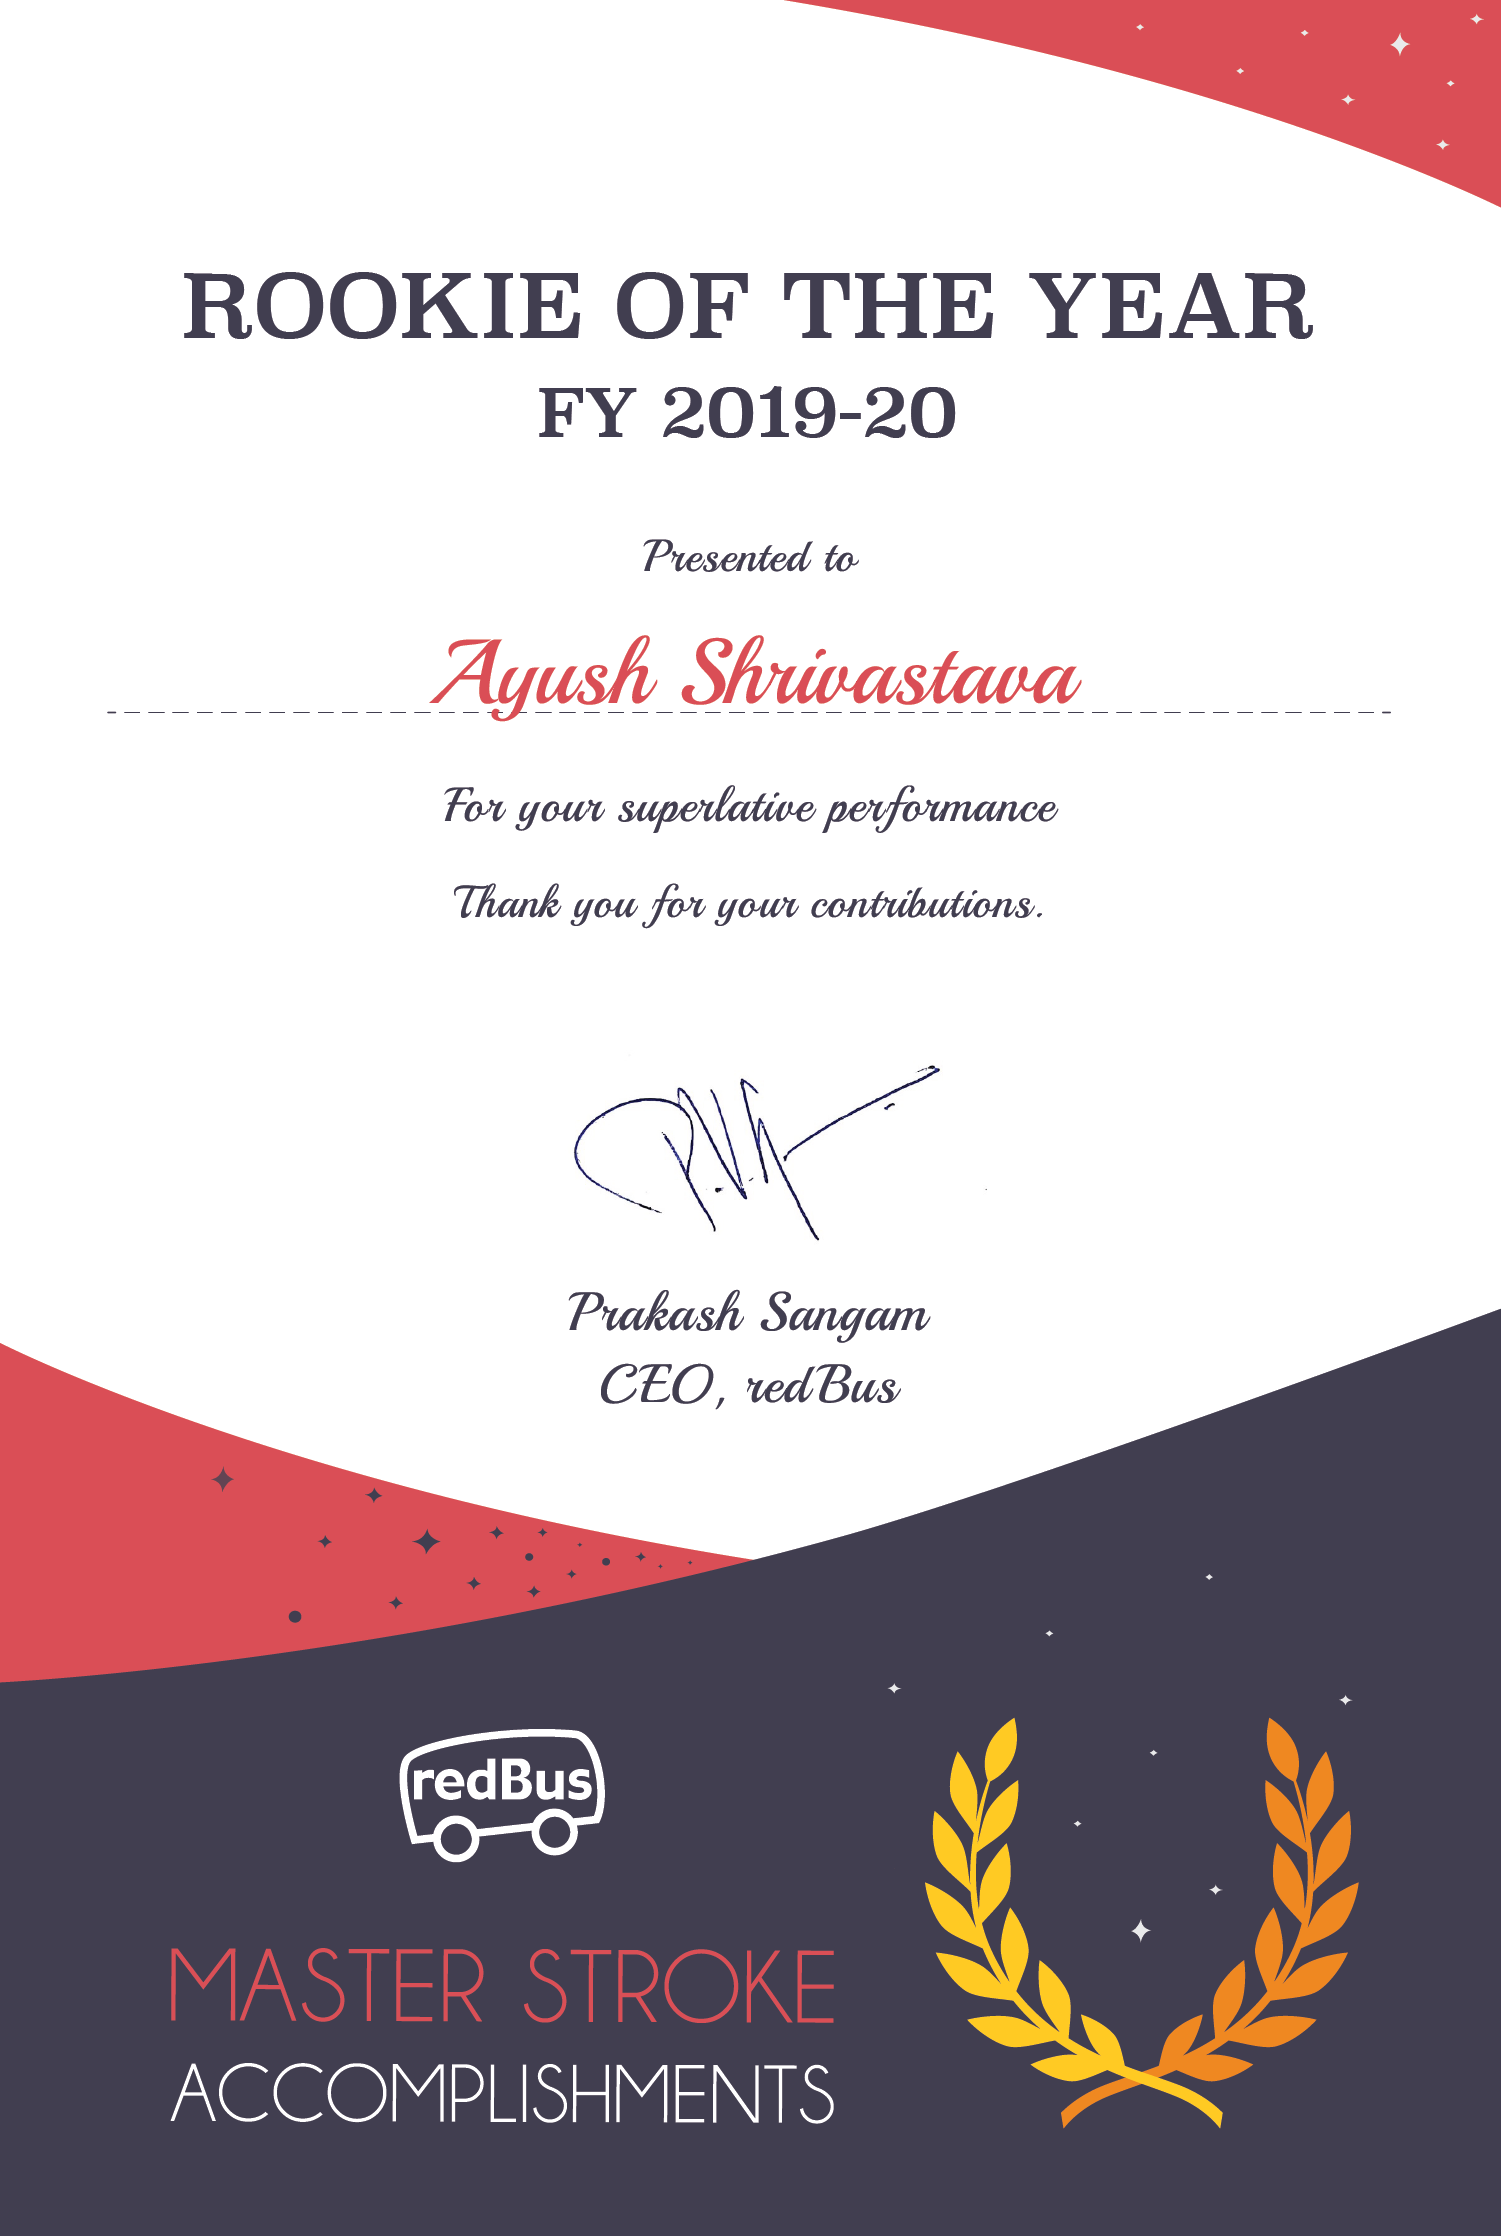 ROOKIE OF THE YEAR
FY 2019-20
Presented to
Ayush Shrivastava
For your superlative performance
Thank you for your contributions.
Prakash Sangam
CEO, redBus
redBus
MASTER STROKE
ACCOMPLISHMENTS